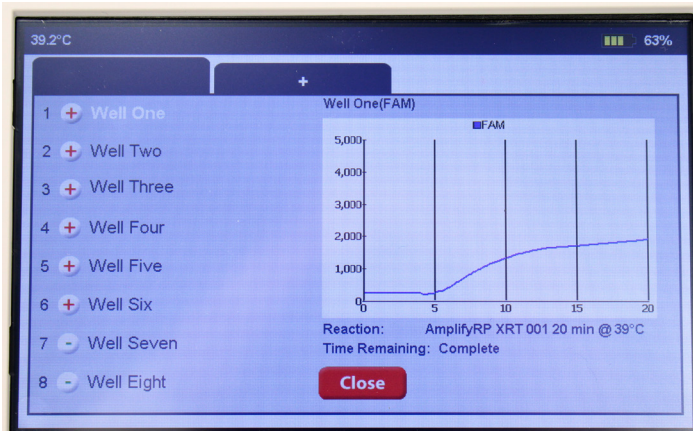 39.2°C
63%
+
1 + Well One
2 + Well Two
3 + Well Three
4 + Well Four
5 + Well Five
6 + Well Six
7 - Well Seven
8 - Well Eight
Well One(FAM)
FAM
5,000
4,000
3,000
2,000
1,000
0
0 5 10 15 20
Reaction: AmplifyRP XRT 001 20 min @ 39°C
Time Remaining: Complete
Close